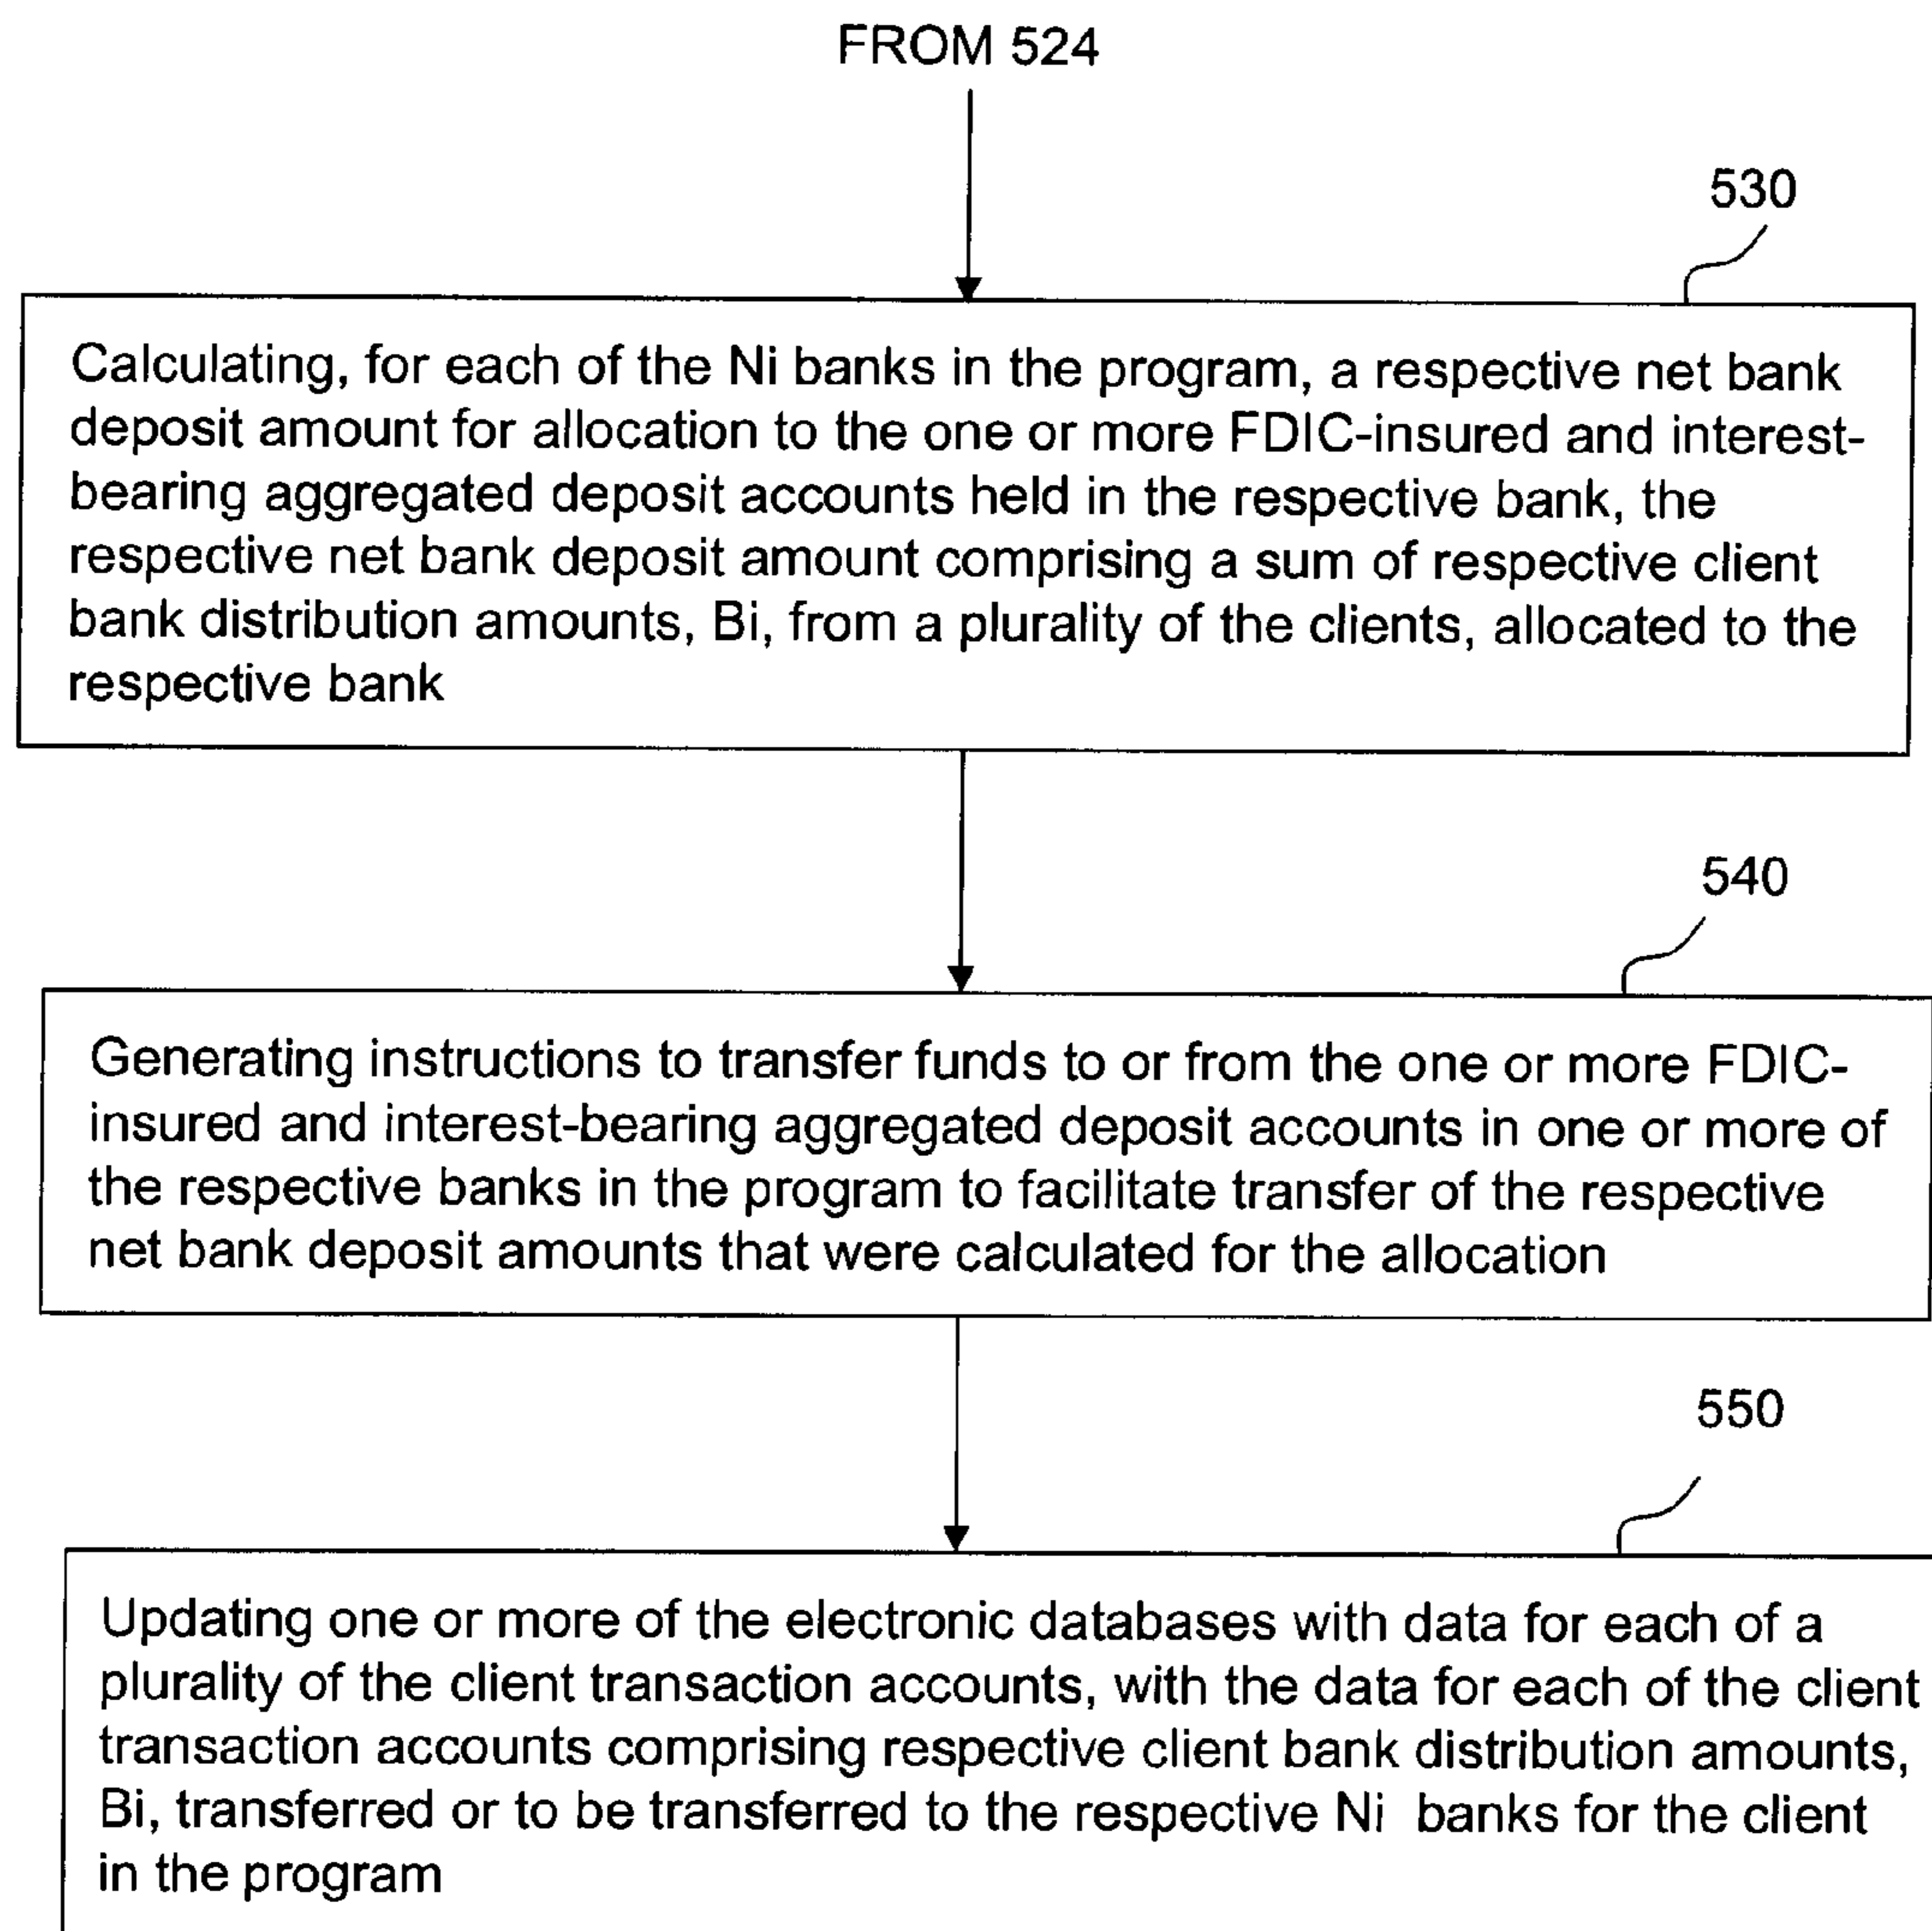 FROM 524
530
Calculating, for each of the Ni banks in the program, a respective net bank
deposit amount for allocation to the one or more FDIC-insured and interest-
bearing aggregated deposit accounts held in the respective bank, the
respective net bank deposit amount comprising a sum of respective client
bank distribution amounts, Bi, from a plurality of the clients, allocated to the
respective bank
540
Generating instructions to transfer funds to or from the one or more FDIC-
insured and interest-bearing aggregated deposit accounts in one or more of
the respective banks in the program to facilitate transfer of the respective
net bank deposit amounts that were calculated for the allocation
550
Updating one or more of the electronic databases with data for each of a
plurality of the client transaction accounts, with the data for each of the client
transaction accounts comprising respective client bank distribution amounts,
Bi, transferred or to be transferred to the respective Ni banks for the client
in the program